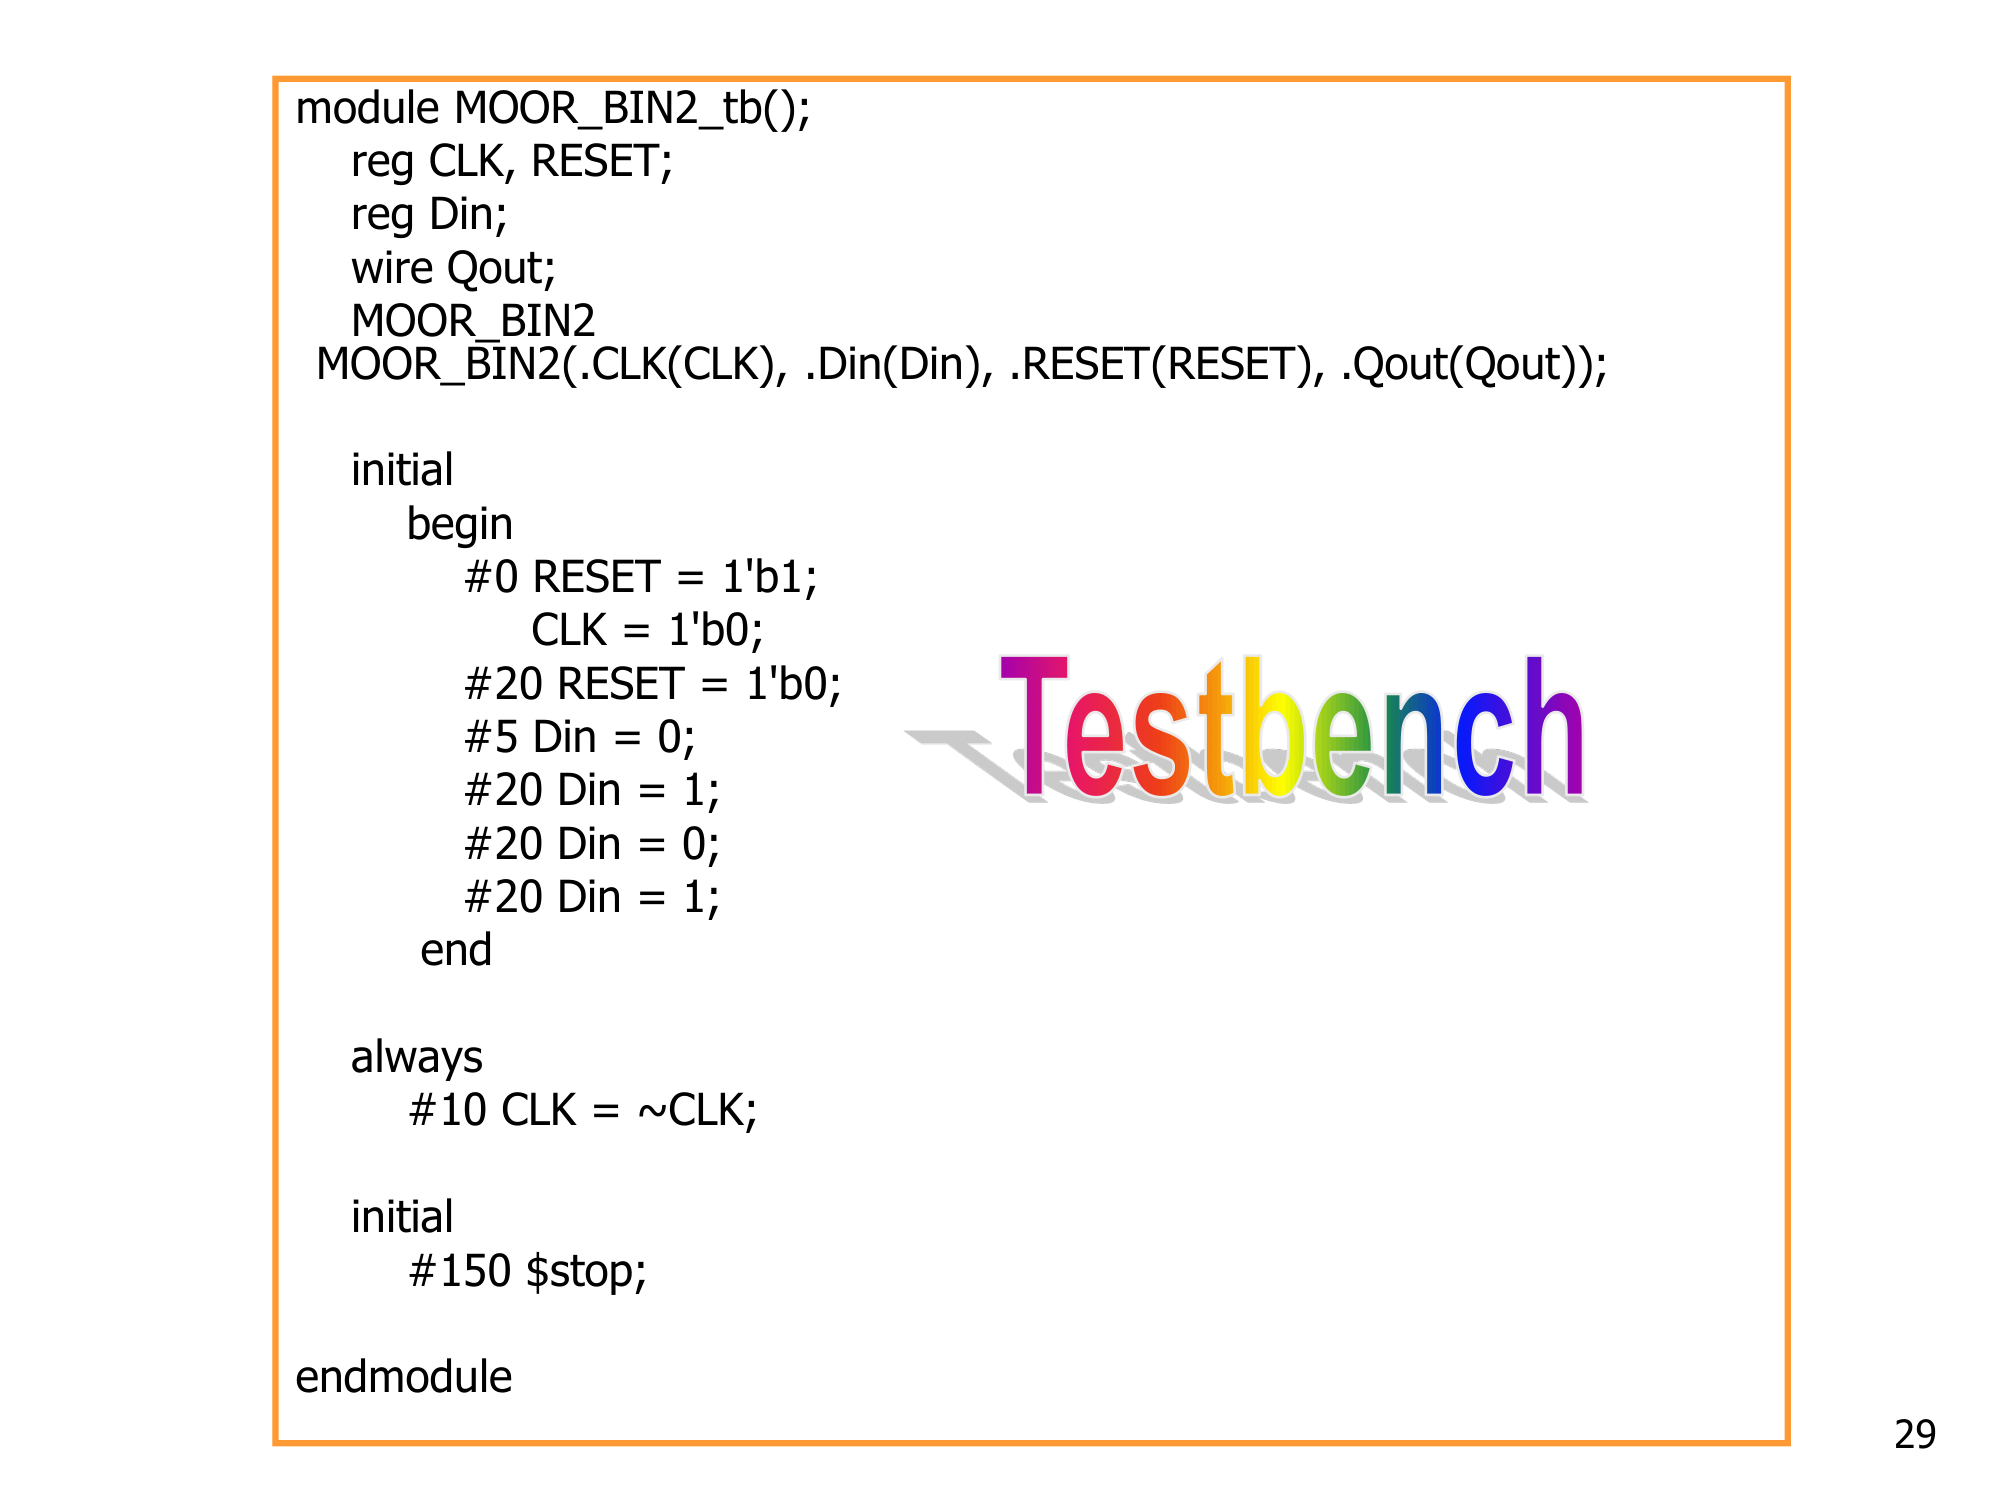 module MOOR_BIN2_tb();
reg CLK, RESET;
reg Din;
wire Qout;
MOOR_BIN2
MOOR_BIN2(.CLK(CLK), .Din(Din), .RESET(RESET), .Qout(Qout));
initial
begin
#0 RESET = 1'b1;
CLK = 1'b0;
#20 RESET = 1'b0;
#5 Din = 0;
#20 Din = 1;
#20 Din = 0;
#20 Din = 1;
end
always
#10 CLK = ~CLK;
initial
#150 $stop;
endmodule
Testbench
29